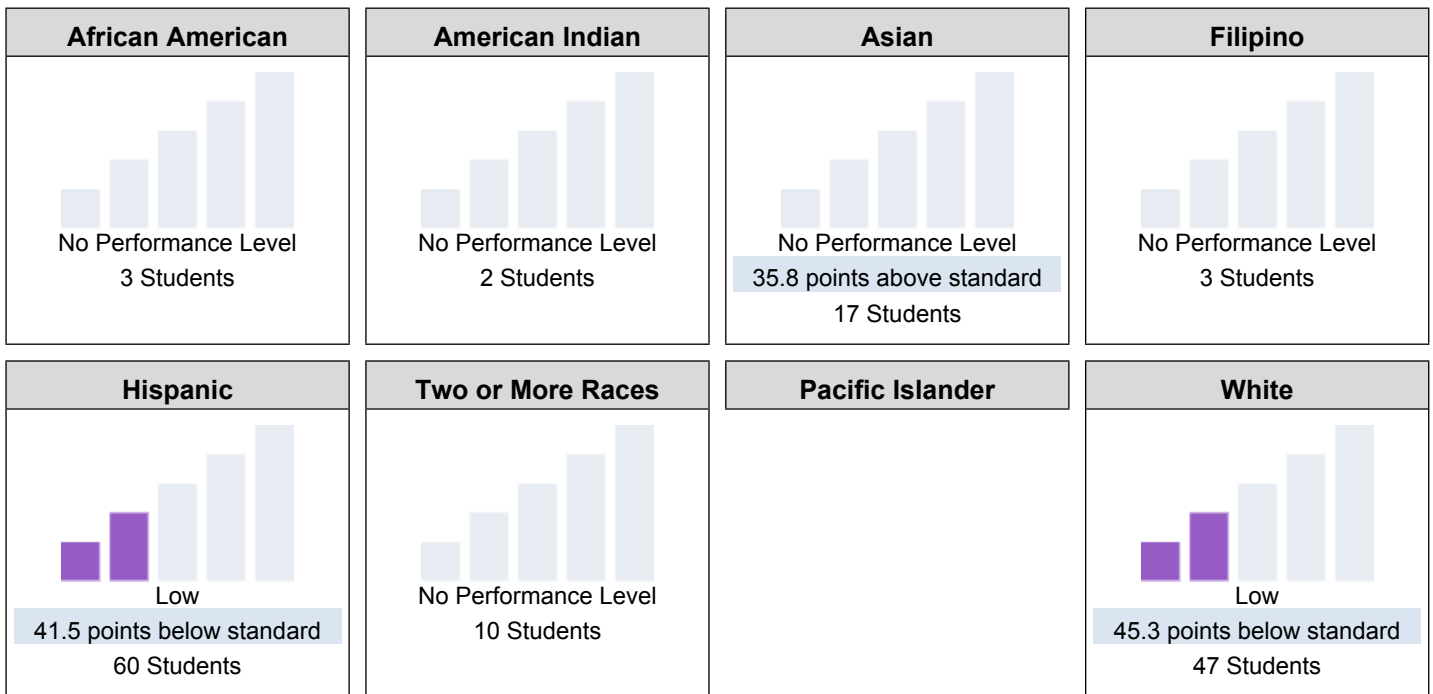 African American
No Performance Level
3 Students
American Indian
No Performance Level
2 Students
Asian
No Performance Level
35.8 points above standard
17 Students
Filipino
No Performance Level
3 Students
Hispanic
Low
41.5 points below standard
60 Students
Two or More Races
No Performance Level
10 Students
Pacific Islander
White
Low
45.3 points below standard
47 Students